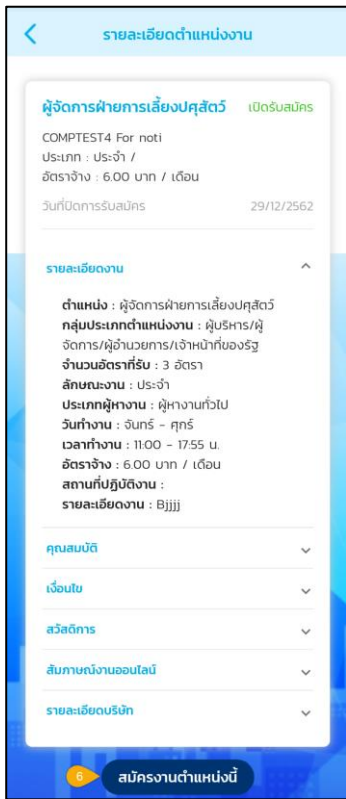 รายละเอียดตำแหน่งงาน
ผู้จัดการฝ่ายการเลี้ยงปศุสัตว์ เปิดรับสมัคร
COMPTEST4 For noti
ประเภท : ประจำ /
อัตราจ้าง : 6.00 บาท / เดือน
วันที่ปิดการรับสมัคร 29/12/2562
รายละเอียดงาน
ตำแหน่ง : ผู้จัดการฝ่ายการเลี้ยงปศุสัตว์
กลุ่มประเภทตำแหน่งงาน : ผู้บริหาร/ผู้
จัดการ/ผู้อำนวยการ/เจ้าหน้าที่ของ
รัฐ
จำนวนอัตราที่รับ : 3 อัตรา
ลักษณะงาน : ประจำ
ประเภทผู้หางาน : ผู้หางานทั่วไป
วันทำงาน : จันทร์ - ศุกร์
เวลาทำงาน : 11:00 - 17:55 น.
อัตราจ้าง : 6.00 บาท / เดือน
สถานที่ปฏิบัติงาน :
รายละเอียดงาน : Bjjjj
คุณสมบัติ
เงื่อนไข
สวัสดิการ
สัมภาษณ์งานออนไลน์
รายละเอียดบริษัท
6 สมัครงานตำแหน่งนี้